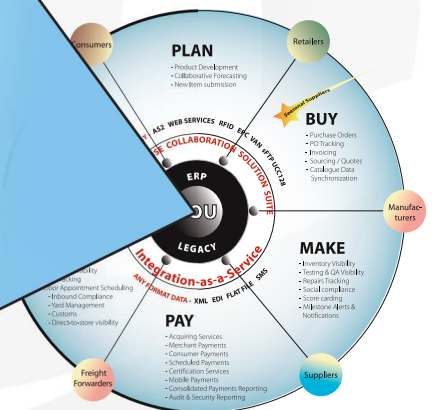 Consumers
PLAN
- Product Development
- Collaborative Forecasting
- New Item submission
Retailers
Seasonal Suppliers
BUY
- Purchase Orders
- PO Tracking
- Invoicing
- Sourcing / Quotes
- Catalogue Data
Synchronization
Manufac-
turers
MAKE
- Inventory Visibility
- Testing & QA Visibility
- Repairs Tracking
- Social compliance
- Score carding
- Milestone Alerts &
Notifications
Suppliers
PAY
- Acquiring Services
- Merchant Payments
- Consumer Payments
- Scheduled Payments
- Certification Services
- Mobile Payments
- Consolidated Payments Reporting
- Audit & Security Reporting
Freight
Forwarders
Appointment Scheduling
- Inbound Compliance
- Yard Management
- Customs
- Direct-to-store visibility
AS2 WEB SERVICES RFID EPC VAN sFTP UCC128
COLLABORATION SOLUTION SUITE
ERP
OU
LEGACY
Integration-as-a-Service
ANY FORMAT DATA - XML EDI FLAT FILE SMS